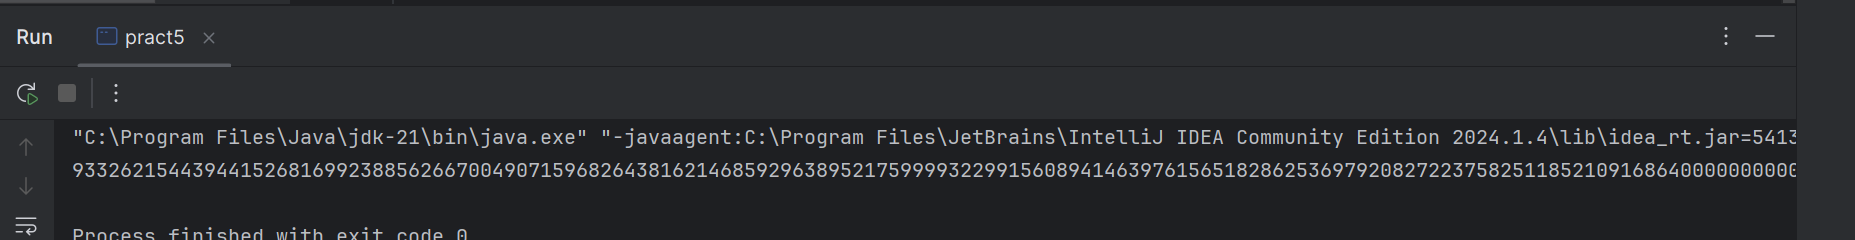 Run pract5
"C:\Program Files\Java\jdk-21\bin\java.exe" "-javaagent:C:\Program Files\JetBrains\IntelliJ IDEA Community Edition 2024.1.4\lib\idea_rt.jar=5413
93326215443944152681699238856266700490715968264381621468592963895217599993229915608941463976156518286253697920827223758251185210916864000000000
Process finished with exit code 0